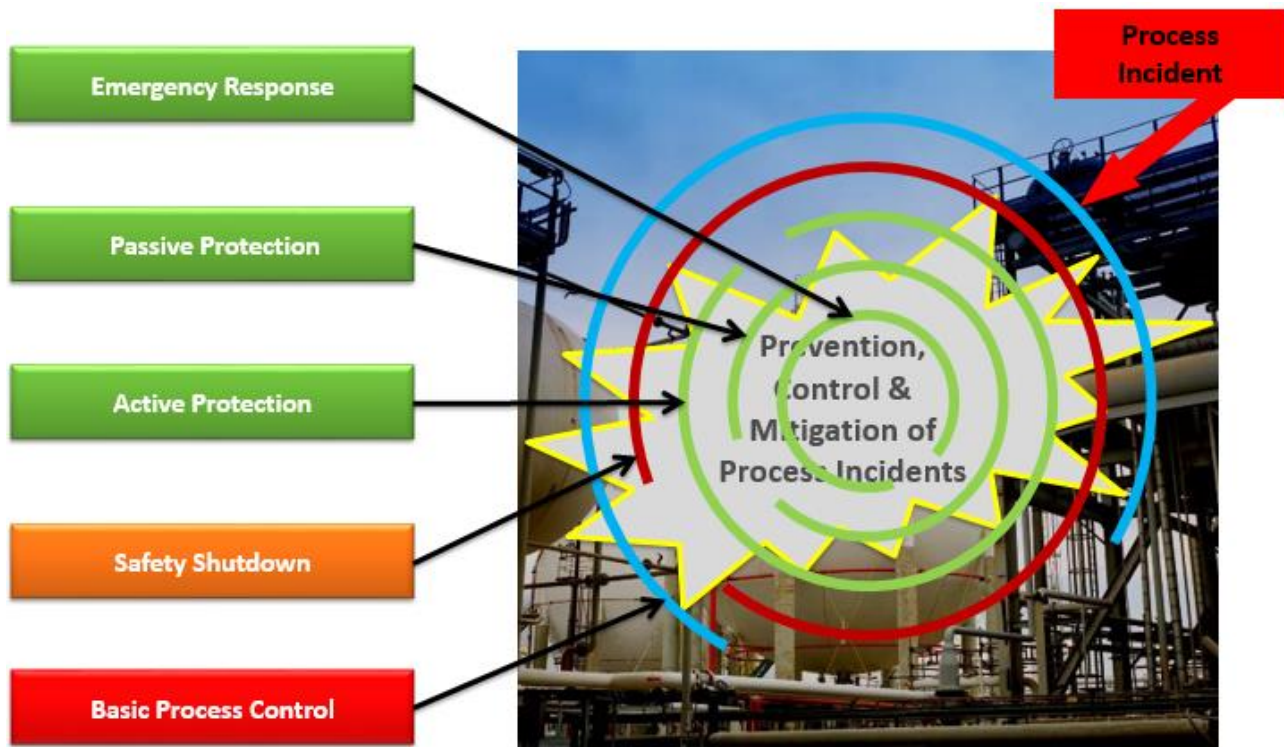 Process
Incident
Emergency Response
Passive Protection
Active Protection
Safety Shutdown
Basic Process Control
Prevention,
Control &
Mitigation of
Process Incidents